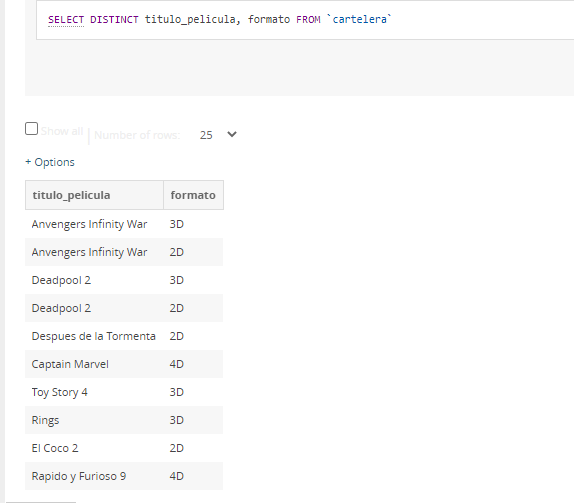 SELECT DISTINCT titulo_pelicula, formato FROM `cartelera`
Show all | Number of rows: 25
+ Options
titulo_pelicula formato
Anvengers Infinity War 3D
Anvengers Infinity War 2D
Deadpool 2 3D
Deadpool 2 2D
Despues de la Tormenta 2D
Captain Marvel 4D
Toy Story 4 3D
Rings 3D
El Coco 2 2D
Rapido y Furioso 9 4D